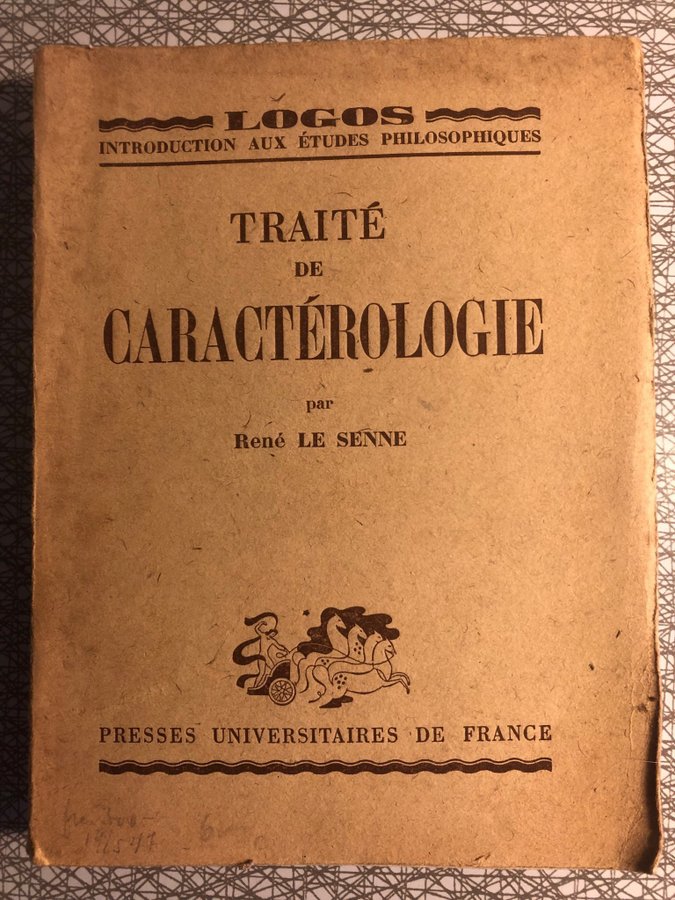 LOGOS
INTRODUCTION AUX ÉTUDES PHILOSOPHIQUES
TRAITÉ
DE
CARACTÉROLOGIE
par
René LE SENNE
PRESSES UNIVERSITAIRES DE FRANCE